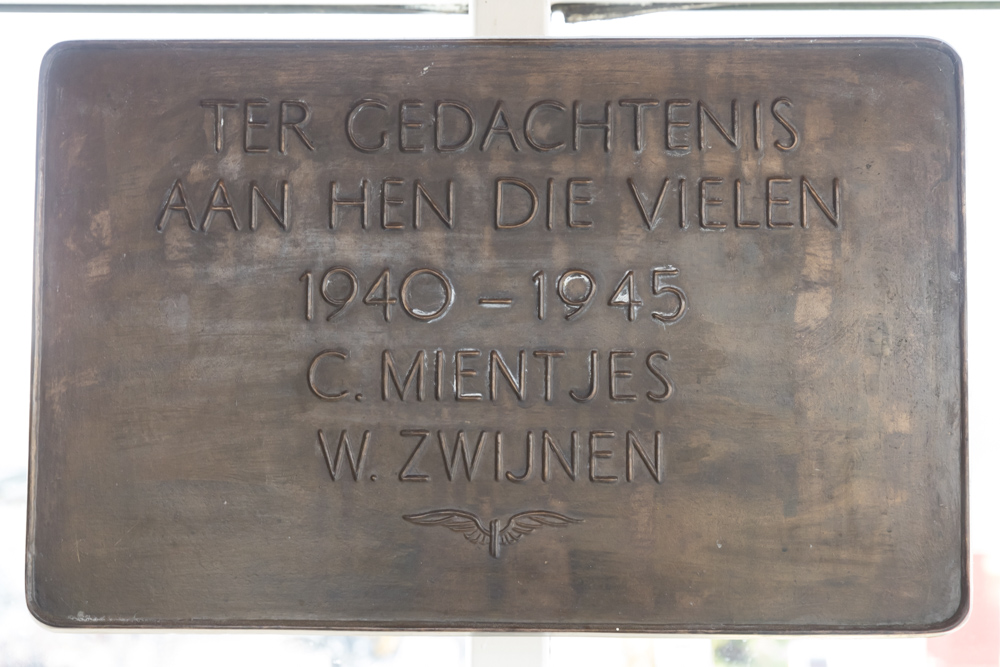 TER GEDACHTENIS
AAN HEN DIE VIELEN
1940 – 1945
C. MIENTJES
W. ZWIJNEN